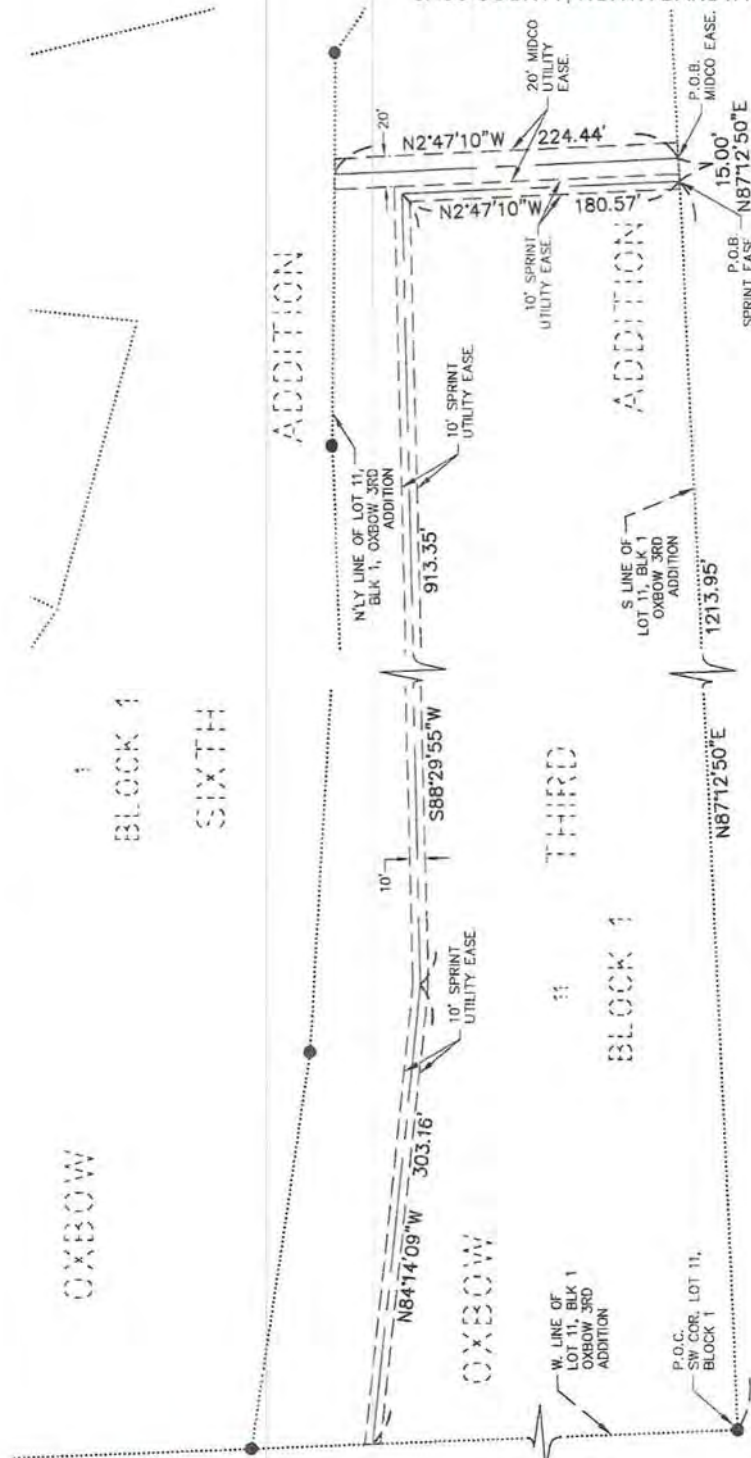 20'
20' MIDCO
UTILITY
EASE.
P.O.B.
MIDCO EASE.
N2°47'10"W 224.44'
N2°47'10"W 180.57'
15.00'
N87°12'50"E
P.O.B.
SPRINT EASE.
10' SPRINT
UTILITY EASE.
ADDITION
ADDITION
N'LY LINE OF LOT 11,
BLK 1, OXBOW 3RD
ADDITION
10' SPRINT
UTILITY EASE.
913.35'
S LINE OF
LOT 11, BLK 1
OXBOW 3RD
ADDITION
1213.95'
1
BLOCK 1
SIXTH
S88°29'55"W
10'
THIRD
N87°12'50"E
10' SPRINT
UTILITY EASE.
11
BLOCK 1
OXBOW
303.16'
N84°14'09"W
OXBOW
W. LINE OF
LOT 11, BLK 1
OXBOW 3RD
ADDITION
P.O.C.
SW COR. LOT 11,
BLOCK 1